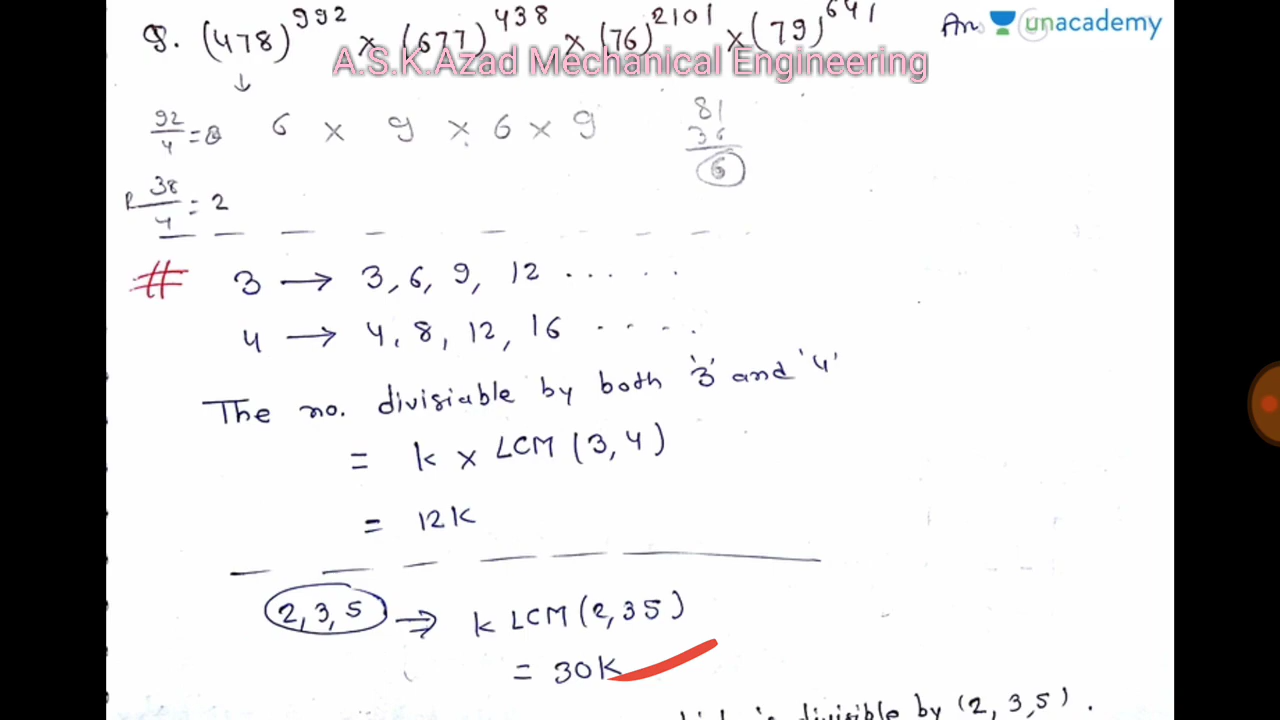 Q. (478)^992 × (677)^438 × (76)^2101 × (79)^641 Ans
unacademy
A.S.K.Azad Mechanical Engineering
92/4 = 0 6 × 9 × 6 × 9
81
36
6
R 38/4 = 2
# 3 → 3, 6, 9, 12 ......
4 → 4, 8, 12, 16 .....
The no. divisiable by both '3' and '4'
= k × LCM (3, 4)
= 12K
2, 3, 5 ⇒ k LCM (2, 35)
= 30K
is divisible by (2, 3, 5).